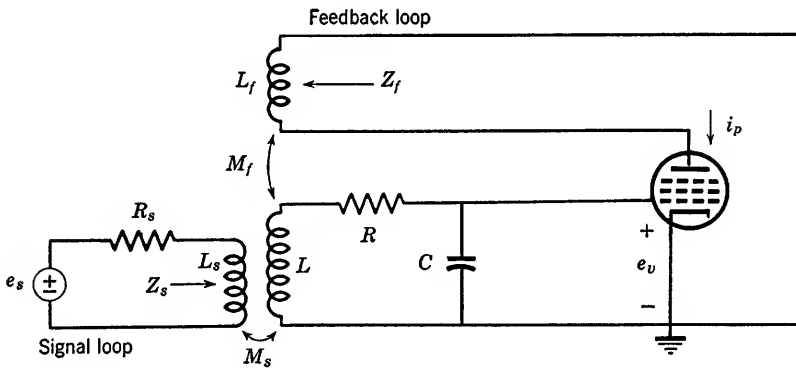 Feedback loop
L_f
Z_f
i_p
M_f
R_s
R
+
L_s
L
C
e_v
e_s
±
Z_s
−
Signal loop
M_s